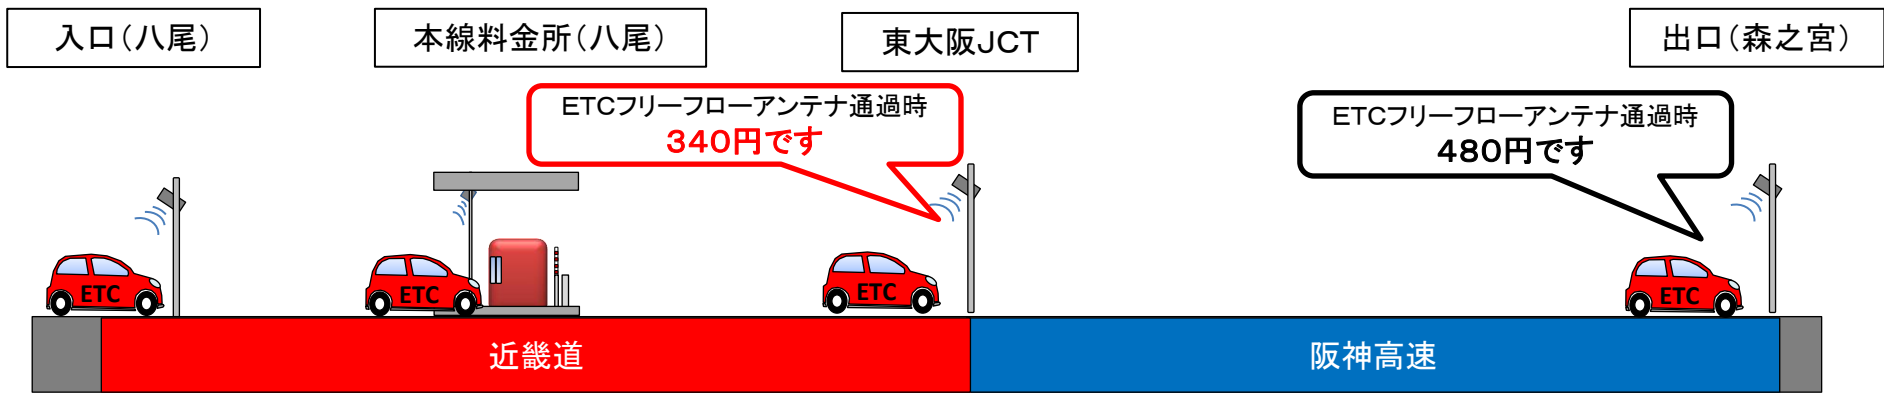 入口(八尾)
本線料金所(八尾)
東大阪JCT
出口(森之宮)
ETCフリーフローアンテナ通過時
340円です
ETCフリーフローアンテナ通過時
480円です
ETC
ETC
ETC
ETC
近畿道
阪神高速